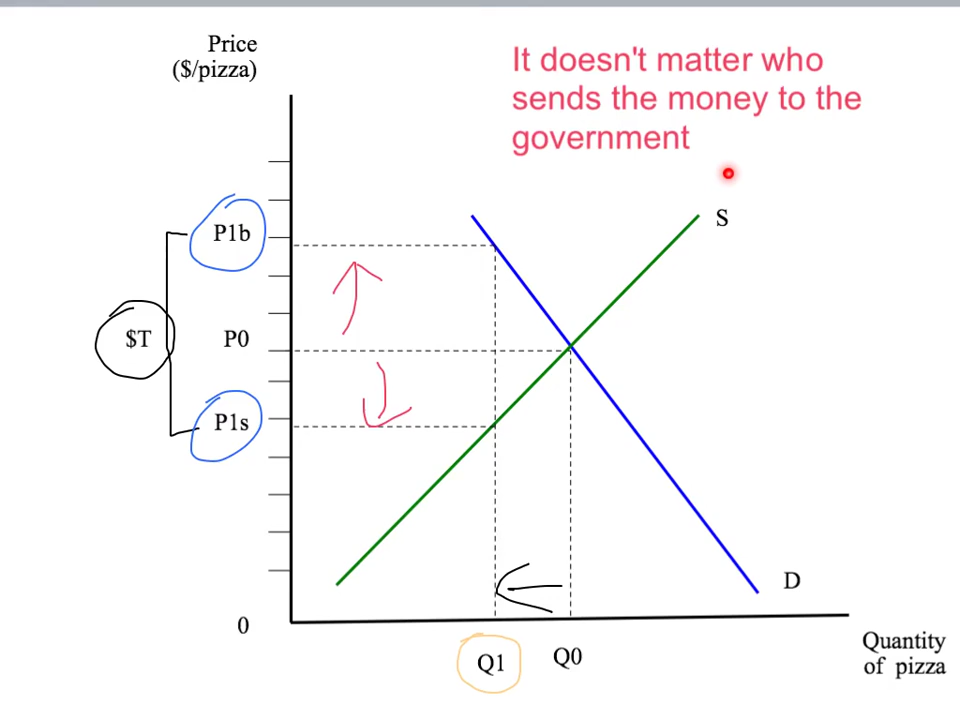 Price
($/pizza)
It doesn't matter who
sends the money to the
government
P1b
S
$T
P0
P1s
D
0
Q1
Q0
Quantity
of pizza